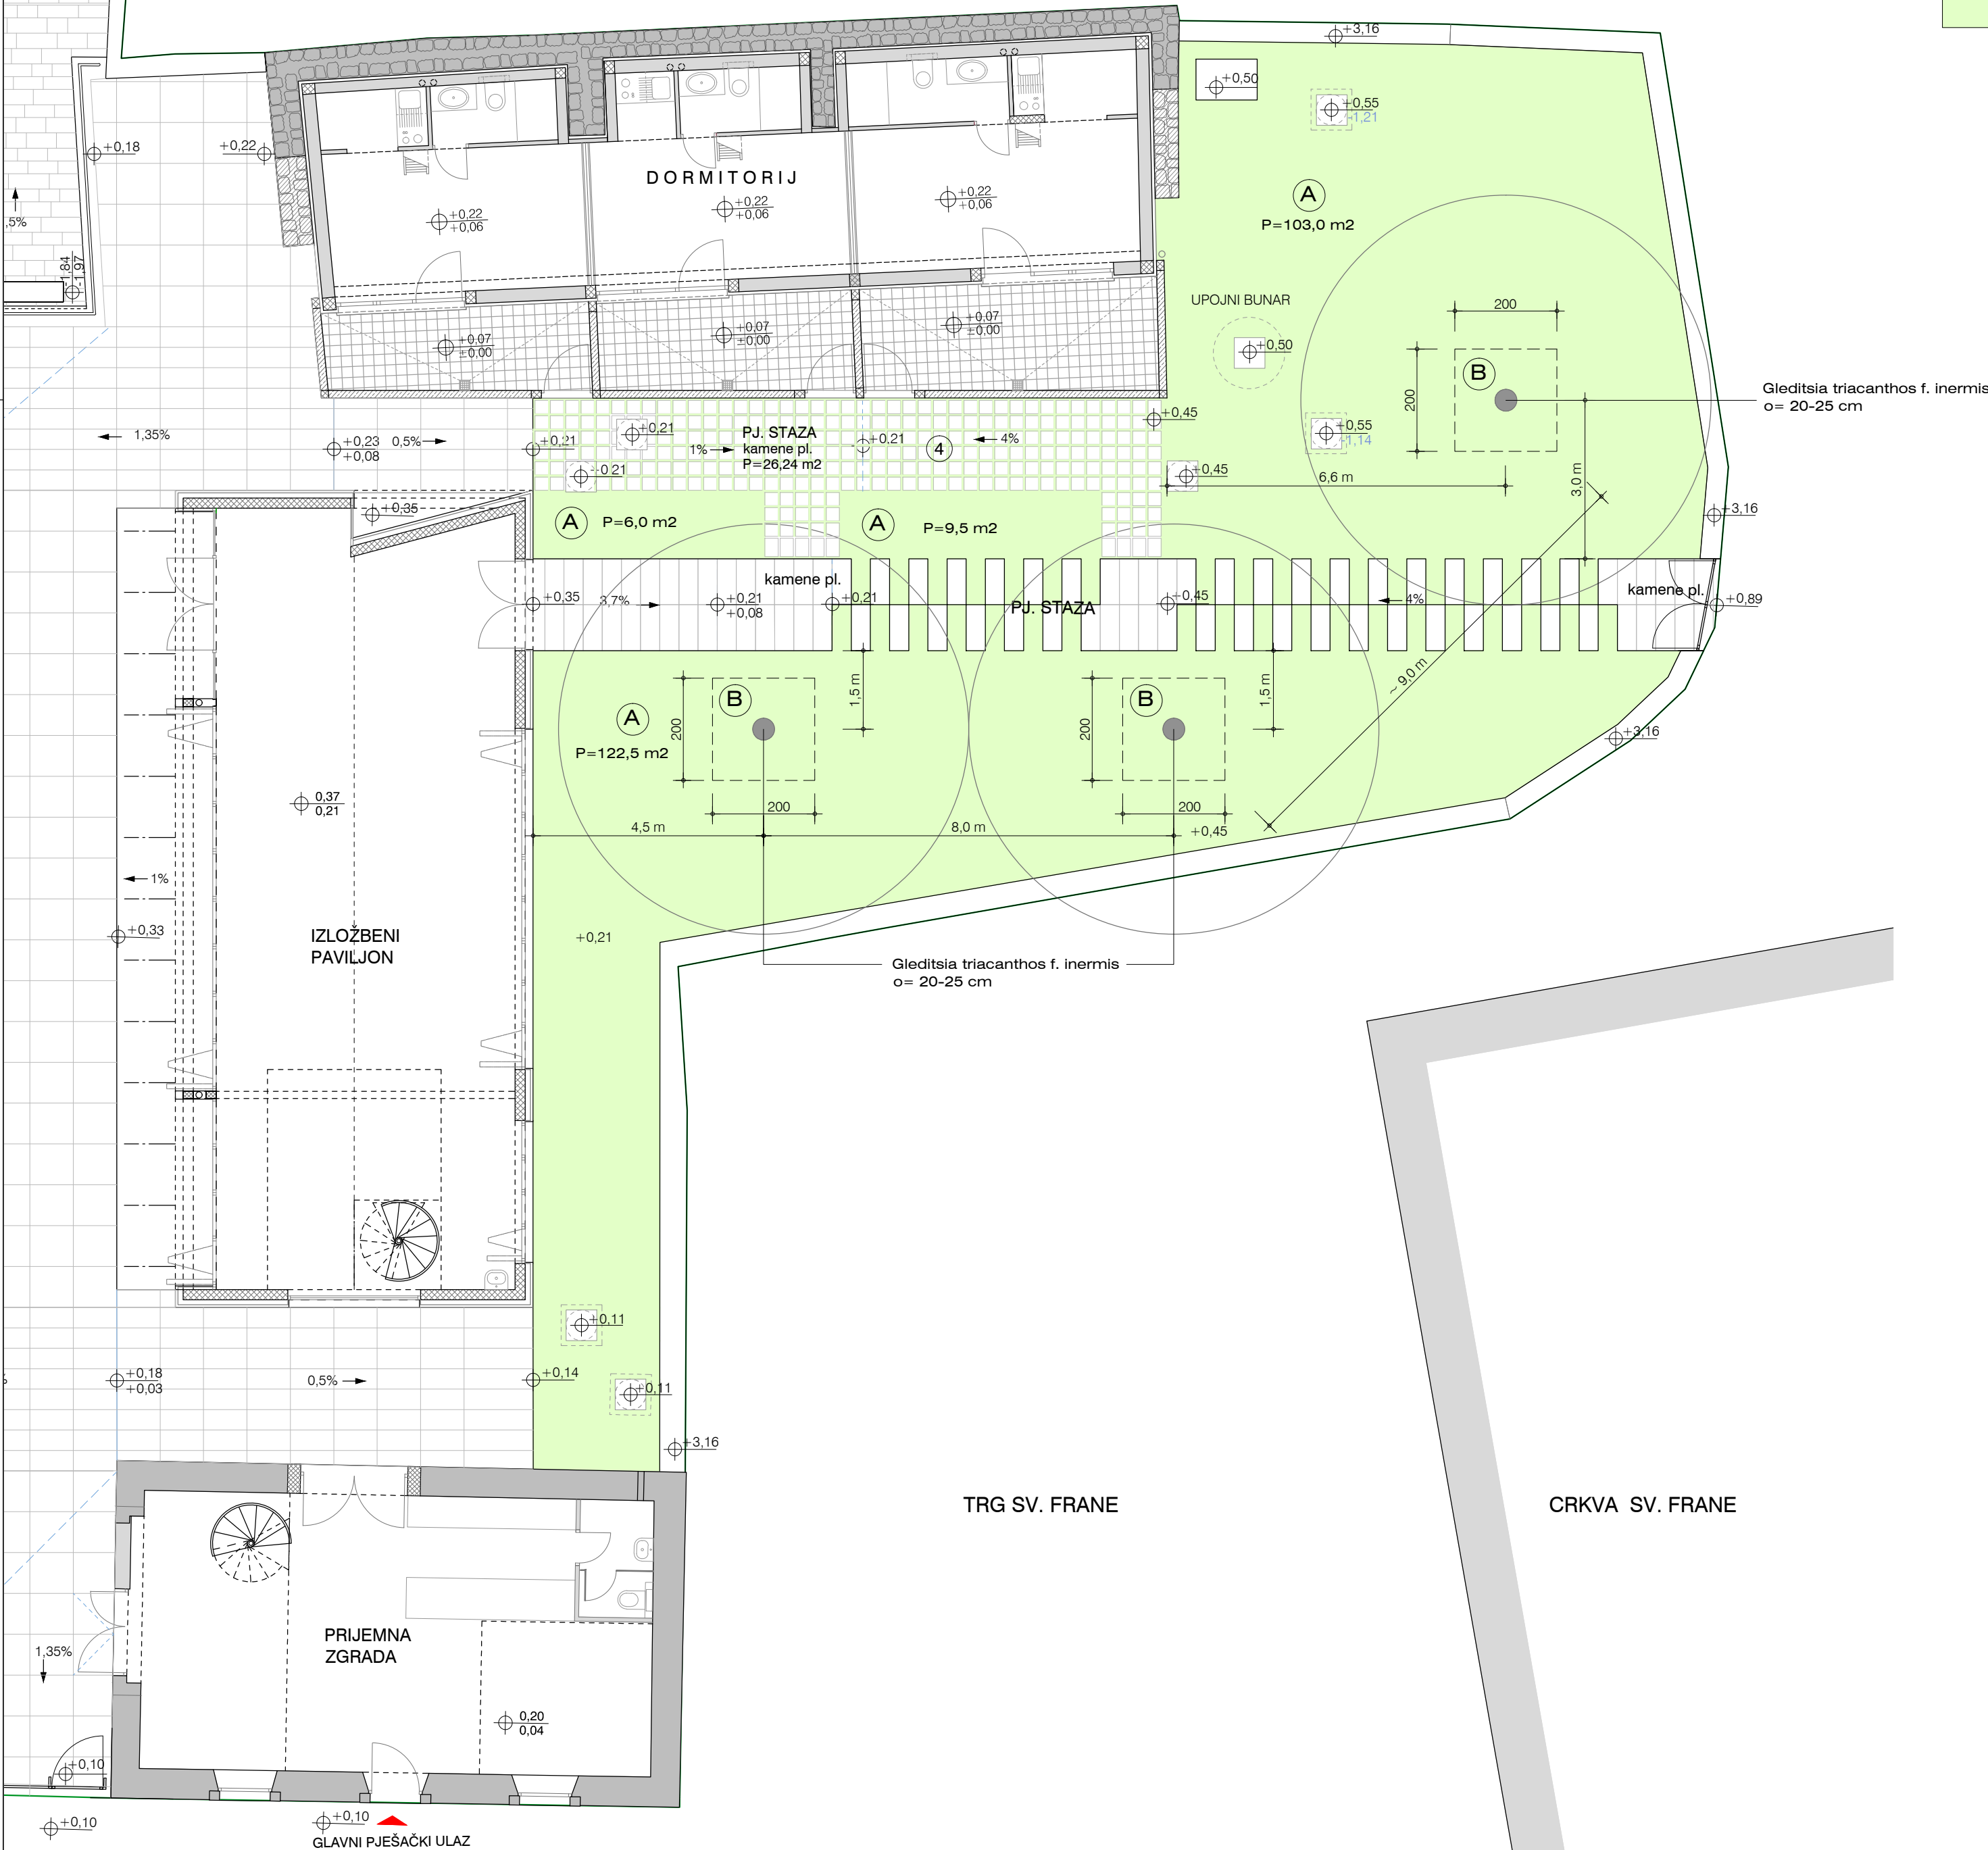 +3,16
+0,50
+0,55
-1,21
+0,18
+0,22
DORMITORIJ
A
P=103,0 m2
+0,22
+0,06
+0,22
+0,06
+0,22
+0,06
,5%
-1,84
-1,97
UPOJNI BUNAR
200
+0,07
±0,00
+0,07
±0,00
+0,07
±0,00
+0,50
B
200
Gleditsia triacanthos f. inermis
o= 20-25 cm
1,35%
+0,23
+0,08
0,5%
+0,21
+0,21
PJ. STAZA
kamene pl.
P=26,24 m2
1%
+0,21
4
4%
+0,45
+0,55
-1,14
+0,21
+0,45
6,6 m
3,0 m
+0,35
A
P=6,0 m2
A
P=9,5 m2
+3,16
kamene pl.
+0,35
3,7%
+0,21
+0,08
+0,21
PJ. STAZA
+0,45
4%
kamene pl.
+0,89
~ 9,0 m
1,5 m
1,5 m
A
P=122,5 m2
B
200
200
B
200
200
+3,16
0,37
0,21
4,5 m
8,0 m
+0,45
1%
+0,33
IZLOŽBENI
PAVILJON
+0,21
Gleditsia triacanthos f. inermis
o= 20-25 cm
+0,11
+0,18
+0,03
0,5%
+0,14
+0,11
+3,16
TRG SV. FRANE
CRKVA SV. FRANE
PRIJEMNA
ZGRADA
1,35%
0,20
0,04
+0,10
+0,10
+0,10
GLAVNI PJEŠAČKI ULAZ